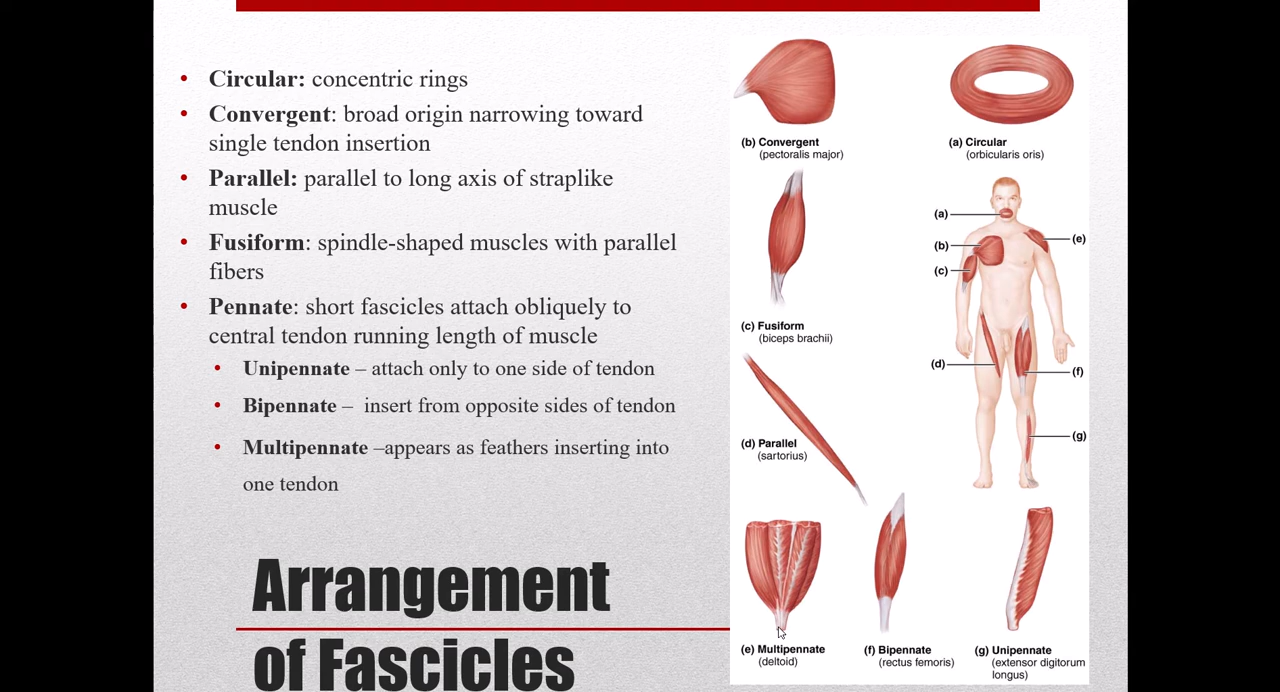 • Circular: concentric rings
• Convergent: broad origin narrowing toward
single tendon insertion
• Parallel: parallel to long axis of straplike
muscle
• Fusiform: spindle-shaped muscles with parallel
fibers
• Pennate: short fascicles attach obliquely to
central tendon running length of muscle
• Unipennate – attach only to one side of tendon
• Bipennate – insert from opposite sides of tendon
• Multipennate –appears as feathers inserting into
one tendon
Arrangement
of Fascicles
(b) Convergent
(pectoralis major)
(a) Circular
(orbicularis oris)
(c) Fusiform
(biceps brachii)
(a)
(b)
(c)
(e)
(d)
(f)
(g)
(d) Parallel
(sartorius)
(e) Multipennate
(deltoid)
(f) Bipennate
(rectus femoris)
(g) Unipennate
(extensor digitorum
longus)